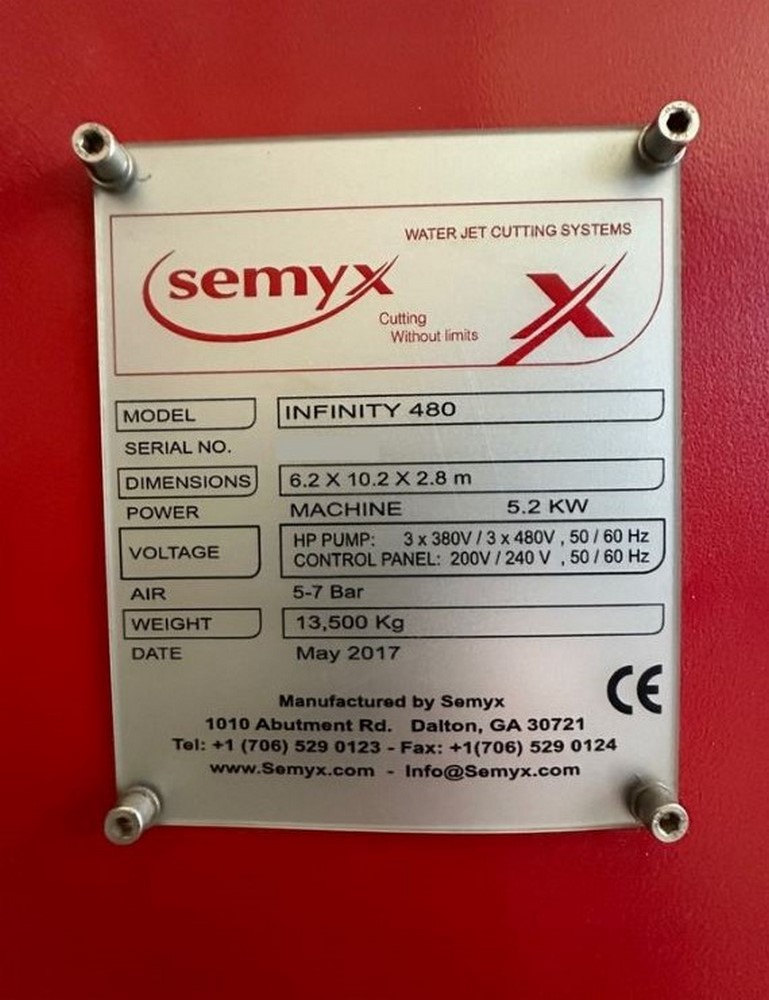 WATER JET CUTTING SYSTEMS
semyx
X
Cutting
Without limits
MODEL INFINITY 480
SERIAL NO.
DIMENSIONS 6.2 X 10.2 X 2.8 m
POWER MACHINE 5.2 KW
VOLTAGE HP PUMP: 3 x 380V / 3 x 480V , 50 / 60 Hz
CONTROL PANEL: 200V / 240 V , 50 / 60 Hz
AIR 5-7 Bar
WEIGHT 13,500 Kg
DATE May 2017
CE
Manufactured by Semyx
1010 Abutment Rd. Dalton, GA 30721
Tel: +1 (706) 529 0123 - Fax: +1(706) 529 0124
www.Semyx.com - Info@Semyx.com